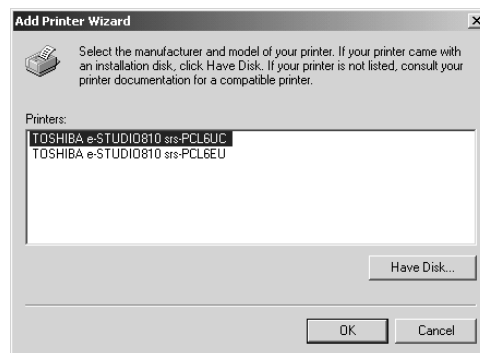 Add Printer Wizard
Select the manufacturer and model of your printer. If your printer came with
an installation disk, click Have Disk. If your printer is not listed, consult your
printer documentation for a compatible printer.
Printers:
TOSHIBA e-STUDIO810 srs-PCL6UC
TOSHIBA e-STUDIO810 srs-PCL6EU
Have Disk...
OK
Cancel